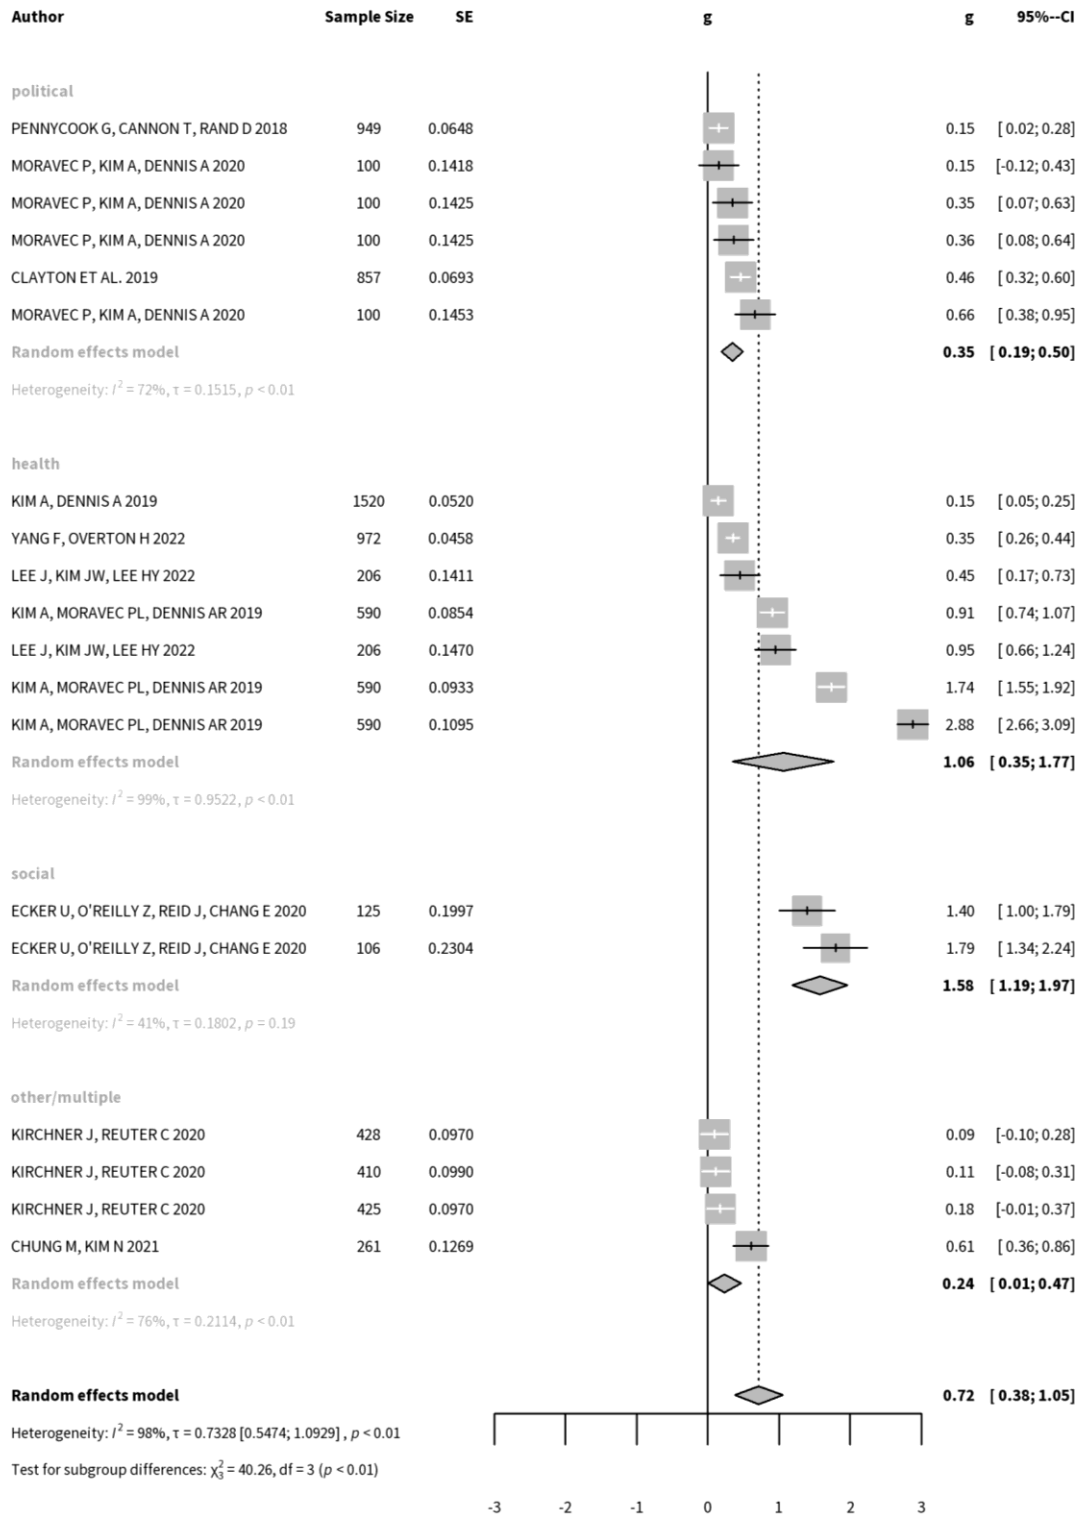 Author Sample Size SE g g 95%--CI
political
PENNYCOOK G, CANNON T, RAND D 2018 949 0.0648 0.15 [ 0.02; 0.28]
MORAVEC P, KIM A, DENNIS A 2020 100 0.1418 0.15 [-0.12; 0.43]
MORAVEC P, KIM A, DENNIS A 2020 100 0.1425 0.35 [ 0.07; 0.63]
MORAVEC P, KIM A, DENNIS A 2020 100 0.1425 0.36 [ 0.08; 0.64]
CLAYTON ET AL. 2019 857 0.0693 0.46 [ 0.32; 0.60]
MORAVEC P, KIM A, DENNIS A 2020 100 0.1453 0.66 [ 0.38; 0.95]
Random effects model 0.35 [ 0.19; 0.50]
Heterogeneity: I² = 72%, τ = 0.1515, p < 0.01
health
KIM A, DENNIS A 2019 1520 0.0520 0.15 [ 0.05; 0.25]
YANG F, OVERTON H 2022 972 0.0458 0.35 [ 0.26; 0.44]
LEE J, KIM JW, LEE HY 2022 206 0.1411 0.45 [ 0.17; 0.73]
KIM A, MORAVEC PL, DENNIS AR 2019 590 0.0854 0.91 [ 0.74; 1.07]
LEE J, KIM JW, LEE HY 2022 206 0.1470 0.95 [ 0.66; 1.24]
KIM A, MORAVEC PL, DENNIS AR 2019 590 0.0933 1.74 [ 1.55; 1.92]
KIM A, MORAVEC PL, DENNIS AR 2019 590 0.1095 2.88 [ 2.66; 3.09]
Random effects model 1.06 [ 0.35; 1.77]
Heterogeneity: I² = 99%, τ = 0.9522, p < 0.01
social
ECKER U, O'REILLY Z, REID J, CHANG E 2020 125 0.1997 1.40 [ 1.00; 1.79]
ECKER U, O'REILLY Z, REID J, CHANG E 2020 106 0.2304 1.79 [ 1.34; 2.24]
Random effects model 1.58 [ 1.19; 1.97]
Heterogeneity: I² = 41%, τ = 0.1802, p = 0.19
other/multiple
KIRCHNER J, REUTER C 2020 428 0.0970 0.09 [-0.10; 0.28]
KIRCHNER J, REUTER C 2020 410 0.0990 0.11 [-0.08; 0.31]
KIRCHNER J, REUTER C 2020 425 0.0970 0.18 [-0.01; 0.37]
CHUNG M, KIM N 2021 261 0.1269 0.61 [ 0.36; 0.86]
Random effects model 0.24 [ 0.01; 0.47]
Heterogeneity: I² = 76%, τ = 0.2114, p < 0.01
Random effects model 0.72 [ 0.38; 1.05]
Heterogeneity: I² = 98%, τ = 0.7328 [0.5474; 1.0929] , p < 0.01
Test for subgroup differences: χ²₃ = 40.26, df = 3 (p < 0.01)
-3 -2 -1 0 1 2 3